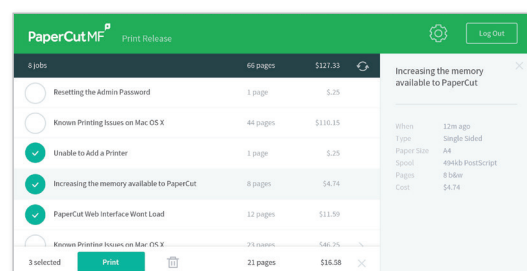 PaperCutMF Print Release Log Out
8 jobs 66 pages $127.33
Resetting the Admin Password 1 page $.25
Known Printing Issues on Mac OS X 44 pages $110.15
Unable to Add a Printer 1 page $.25
Increasing the memory available to PaperCut 8 pages $4.74
PaperCut Web Interface Wont Load 12 pages $11.59
Known Printing Issues on Mac OS X 23 pages $46.25
3 selected Print 21 pages $16.58
Increasing the memory
available to PaperCut
When 12m ago
Type Single Sided
Paper Size A4
Spool 494kb PostScript
Pages 8 b&w
Cost $4.74